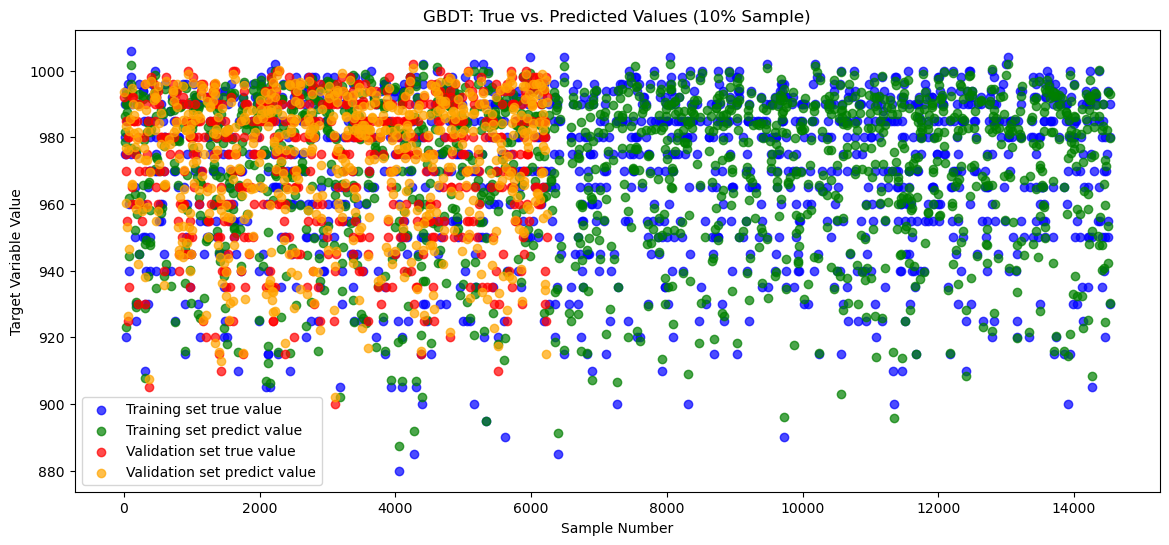 GBDT: True vs. Predicted Values (10% Sample)
Target Variable Value
1000
980
960
940
920
900
880
Training set true value
Training set predict value
Validation set true value
Validation set predict value
0
2000
4000
6000
8000
10000
12000
14000
Sample Number